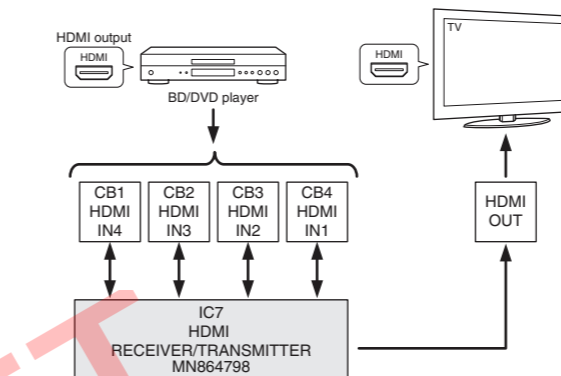 HDMI output
HDMI
BD/DVD player
HDMI
TV
CB1
HDMI
IN4
CB2
HDMI
IN3
CB3
HDMI
IN2
CB4
HDMI
IN1
HDMI
OUT
IC7
HDMI
RECEIVER/TRANSMITTER
MN864798